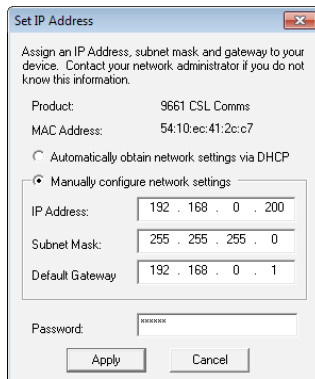 Set IP Address
Assign an IP Address, subnet mask and gateway to your
device. Contact your network administrator if you do not
know this information.
Product: 9661 CSL Comms
MAC Address: 54:10:ec:41:2c:c7
Automatically obtain network settings via DHCP
Manually configure network settings
IP Address: 192 . 168 . 0 . 200
Subnet Mask: 255 . 255 . 255 . 0
Default Gateway 192 . 168 . 0 . 1
Password: ××××××
Apply Cancel